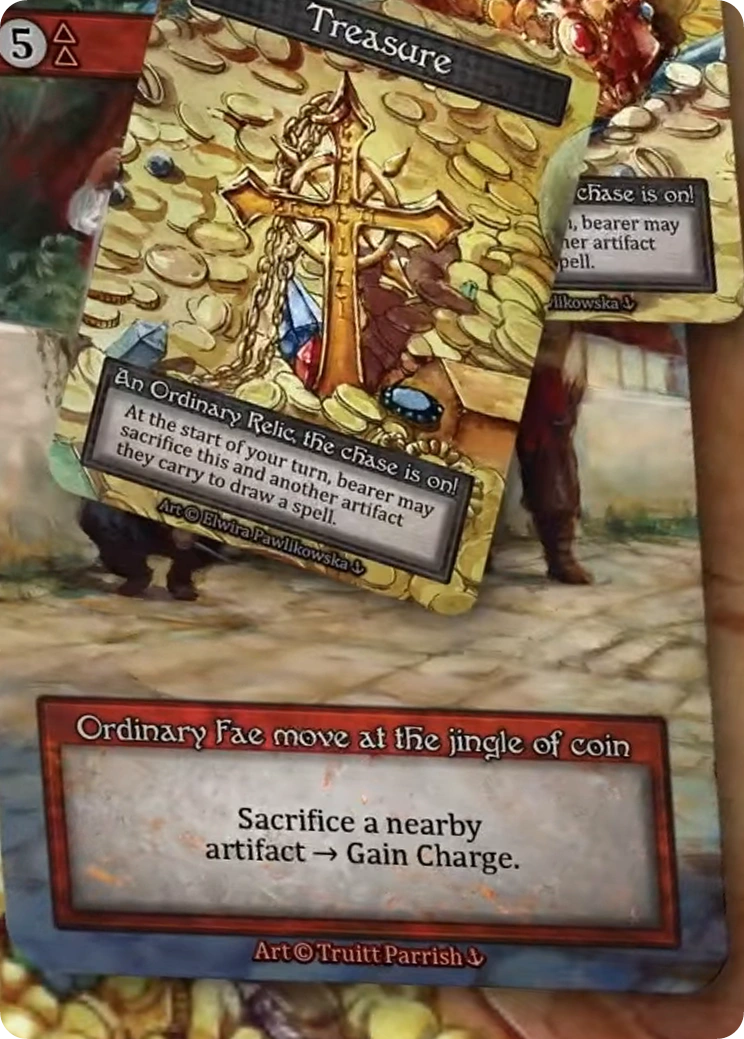 5
Treasure
An Ordinary Relic, the chase is on!
At the start of your turn, bearer may
sacrifice this and another artifact
they carry to draw a spell.
Art © Elwira Pawlikowska
chase is on!
, bearer may
her artifact
pell.
likowska
Ordinary Fae move at the jingle of coin
Sacrifice a nearby
artifact → Gain Charge.
Art © Truitt Parrish